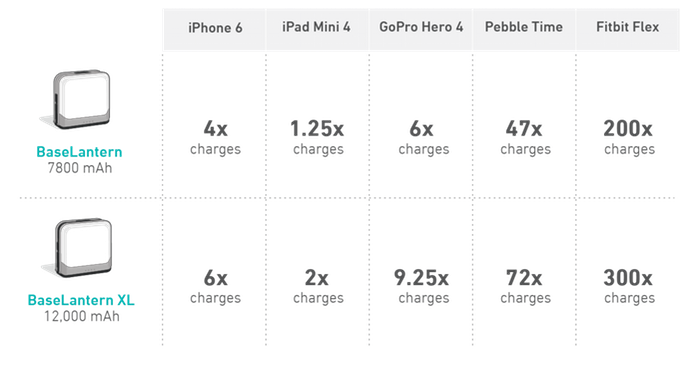 iPhone 6 iPad Mini 4 GoPro Hero 4 Pebble Time Fitbit Flex
4x 1.25x 6x 47x 200x
charges charges charges charges charges
BaseLantern
7800 mAh
6x 2x 9.25x 72x 300x
charges charges charges charges charges
BaseLantern XL
12,000 mAh